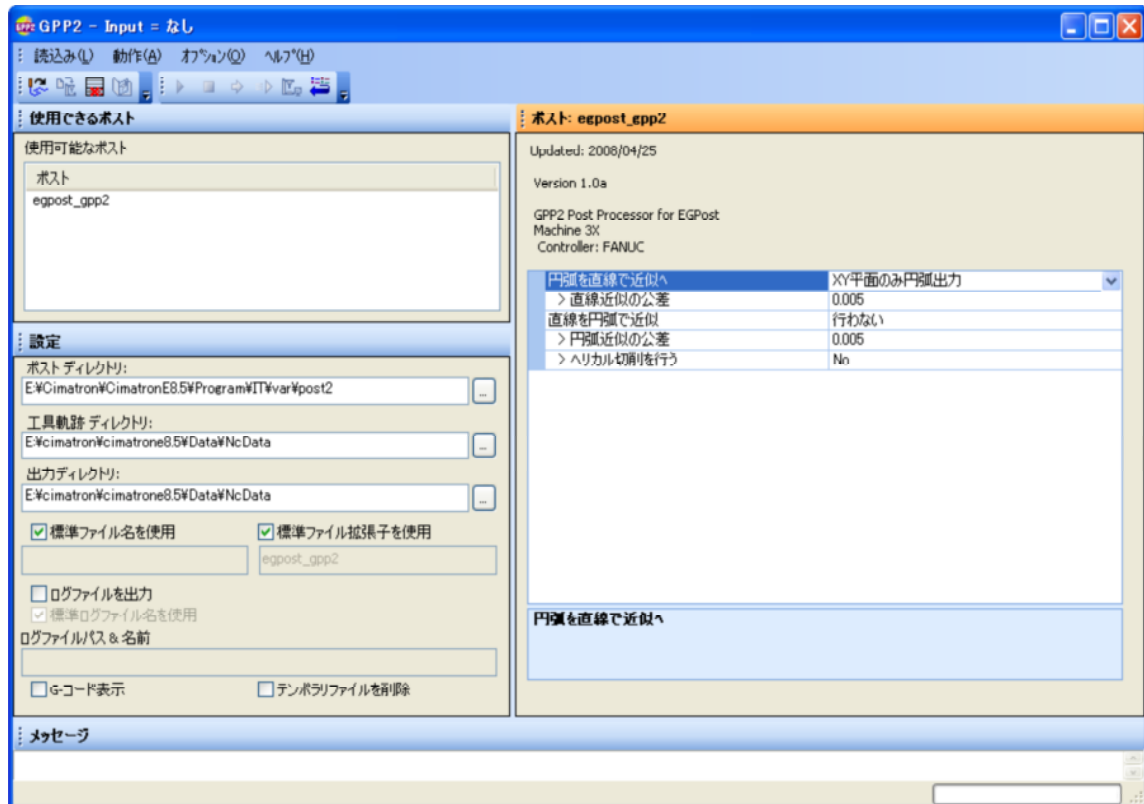 GPP2 - Input = なし
読込み(L) 動作(A) オプション(O) ヘルプ(H)
使用できるポスト
使用可能なポスト
ポスト
egpost_gpp2
設定
ポスト ディレクトリ:
E:¥Cimatron¥CimatronE8.5¥Program¥IT¥var¥post2
...
工具軌跡 ディレクトリ:
E:¥cimatron¥cimatrone8.5¥Data¥NcData
...
出力ディレクトリ:
E:¥cimatron¥cimatrone8.5¥Data¥NcData
...
標準ファイル名を使用 標準ファイル拡張子を使用
egpost_gpp2
ログファイルを出力
標準ログファイル名を使用
ログファイルパス & 名前
G-コード表示 テンポラリファイルを削除
ポスト: egpost_gpp2
Updated: 2008/04/25
Version 1.0a
GPP2 Post Processor for EGPost
Machine 3X
Controller: FANUC
円弧を直線で近似へ XY平面のみ円弧出力
> 直線近似の公差 0.005
直線を円弧で近似 行わない
> 円弧近似の公差 0.005
> ヘリカル切削を行う No
円弧を直線で近似へ
メッセージ